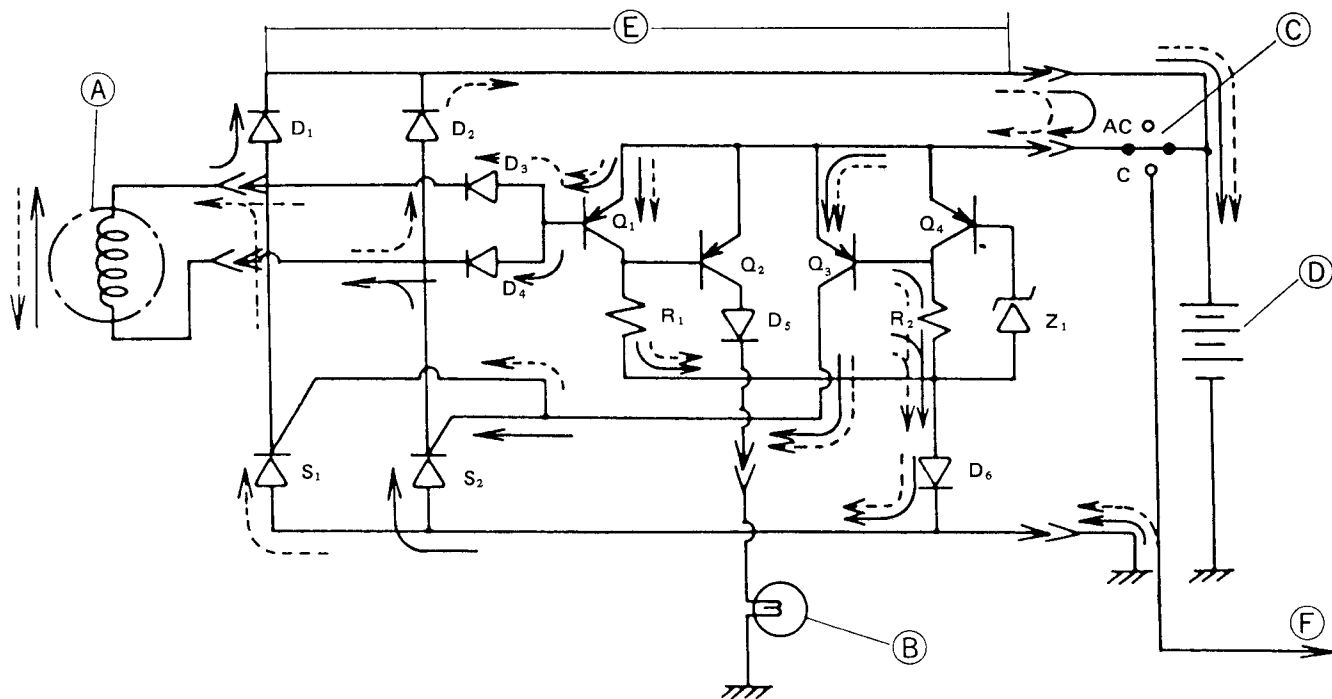 E
A
C
D₁
D₂
AC
D₃
C
Q₁
Q₄
D₄
Q₂
Q₃
D
R₁
D₅
R₂
Z₁
S₁
S₂
D₆
F
B